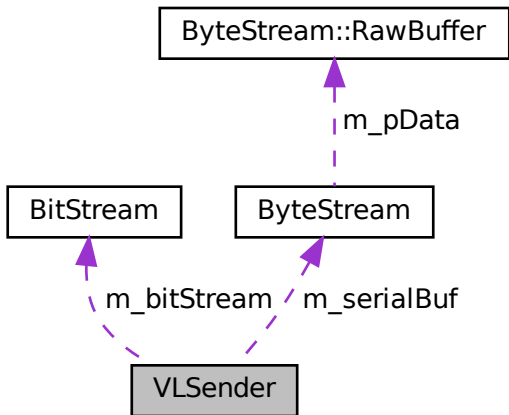 ByteStream::RawBuffer
m_pData
BitStream
ByteStream
m_bitStream
m_serialBuf
VLSender